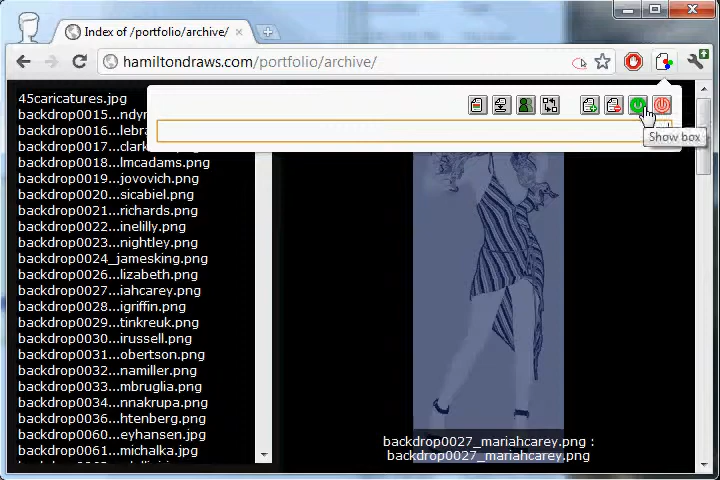 Index of /portfolio/archive/
hamiltondraws.com/portfolio/archive/
Show box
45caricatures.jpg
backdrop0015...ndyr
backdrop0016...lebra
backdrop0017...clark
backdrop0018...lmcadams.png
backdrop0019...jovovich.png
backdrop0020...sicabiel.png
backdrop0021...richards.png
backdrop0022...inelilly.png
backdrop0023...nightley.png
backdrop0024_jamesking.png
backdrop0026...lizabeth.png
backdrop0027...iahcarey.png
backdrop0028...igriffin.png
backdrop0029...tinkreuk.png
backdrop0030...irussell.png
backdrop0031...obertson.png
backdrop0032...namiller.png
backdrop0033...mbruglia.png
backdrop0034...nnakrupa.png
backdrop0036...htenberg.png
backdrop0060...eyhansen.jpg
backdrop0061...michalka.jpg
backdrop0027_mariahcarey.png :
backdrop0027_mariahcarey.png